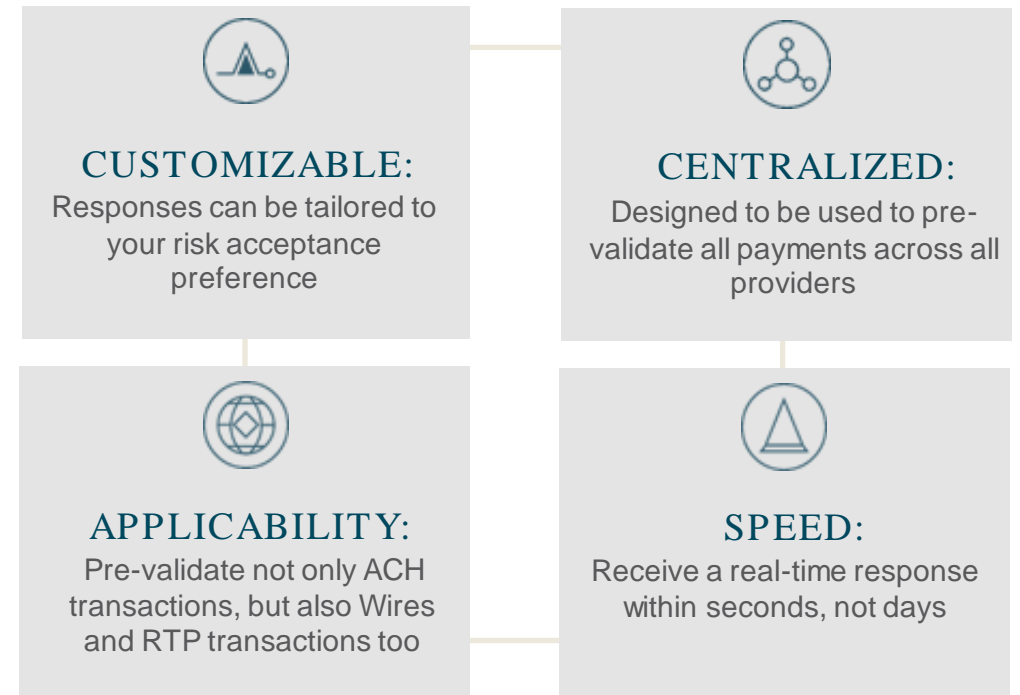 CUSTOMIZABLE:
Responses can be tailored to
your risk acceptance
preference
CENTRALIZED:
Designed to be used to pre-
validate all payments across all
providers
APPLICABILITY:
Pre-validate not only ACH
transactions, but also Wires
and RTP transactions too
SPEED:
Receive a real-time response
within seconds, not days